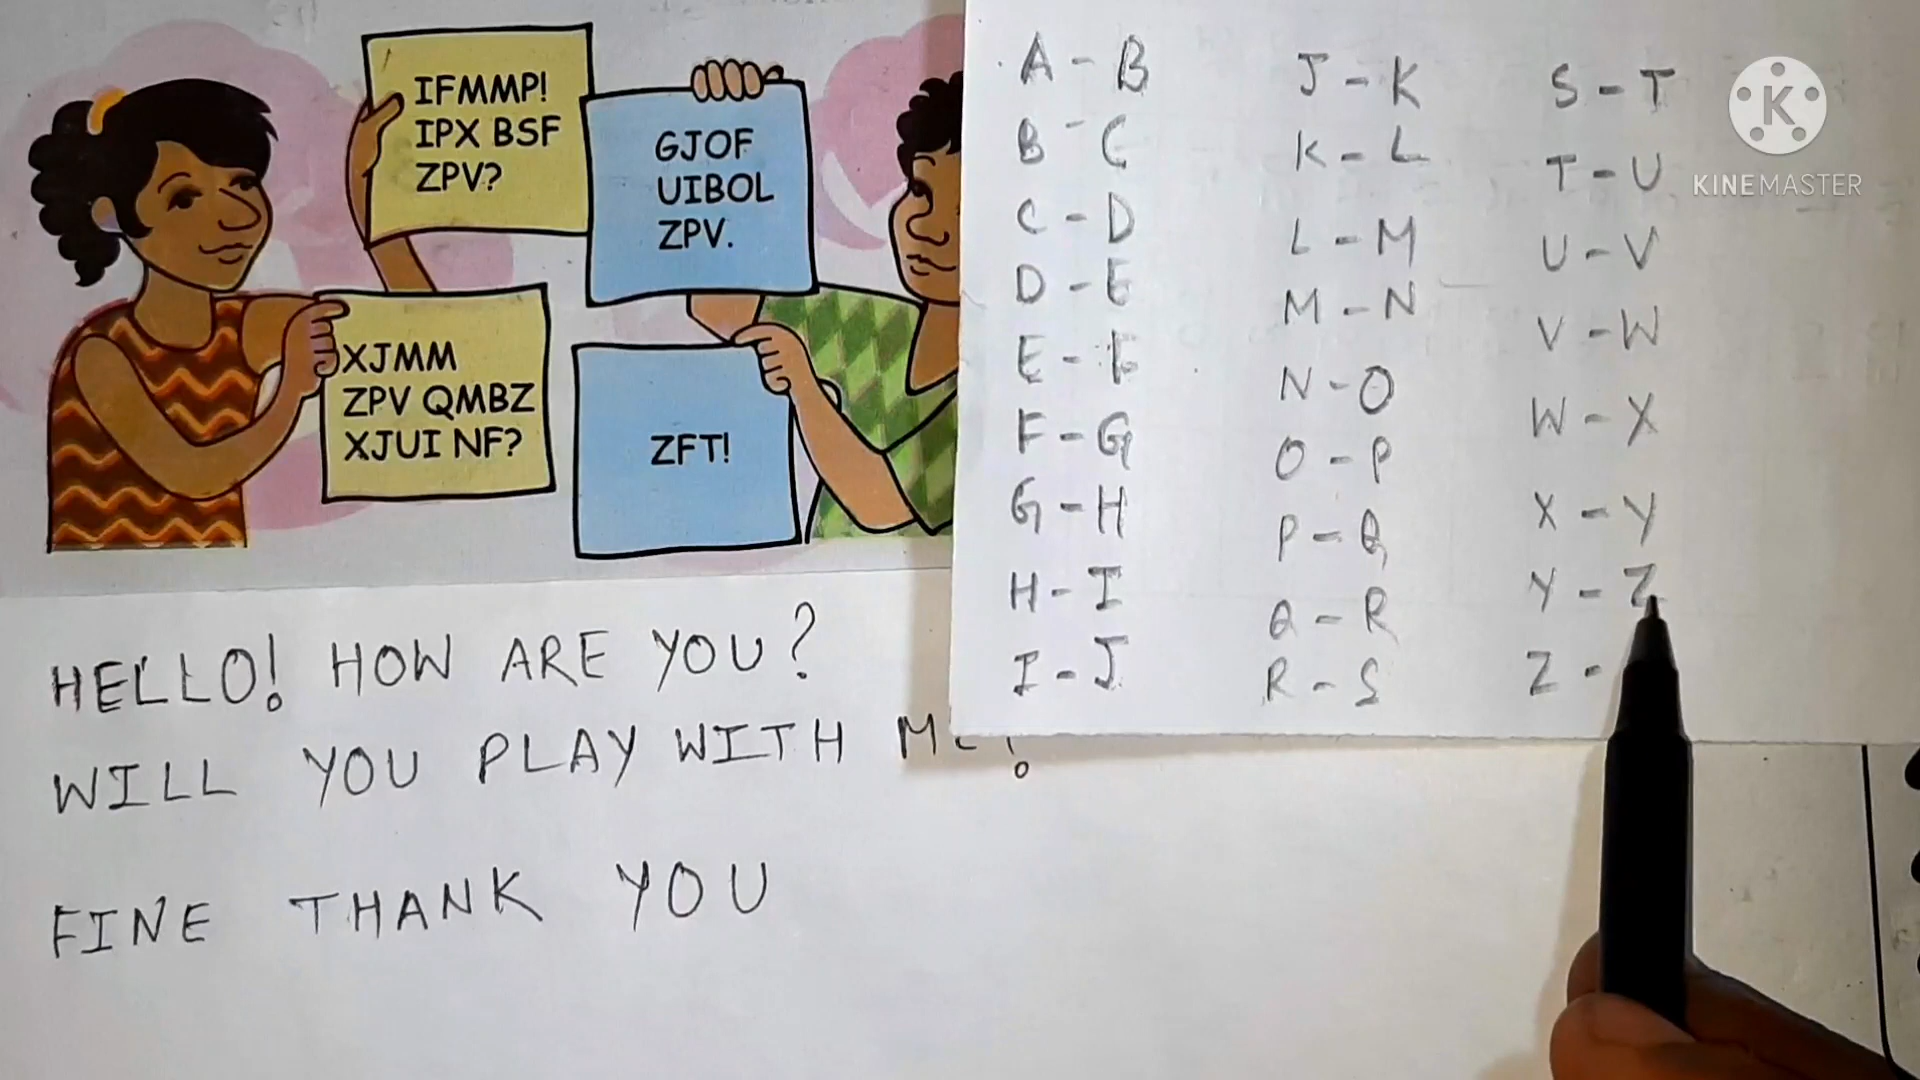 IFMMP!
IPX BSF
ZPV?
GJOF
UIBOL
ZPV.
XJMM
ZPV QMBZ
XJUI NF?
ZFT!
HELLO! HOW ARE YOU?
WILL YOU PLAY WITH
FINE THANK YOU
A - B
B - C
C - D
D - E
E - F
F - G
G - H
H - I
I - J
J - K
K - L
L - M
M - N
N - O
O - P
P - Q
Q - R
R - S
S - T
T - U
U - V
V - W
W - X
X - Y
Y - Z
Z -
K
KINEMASTER